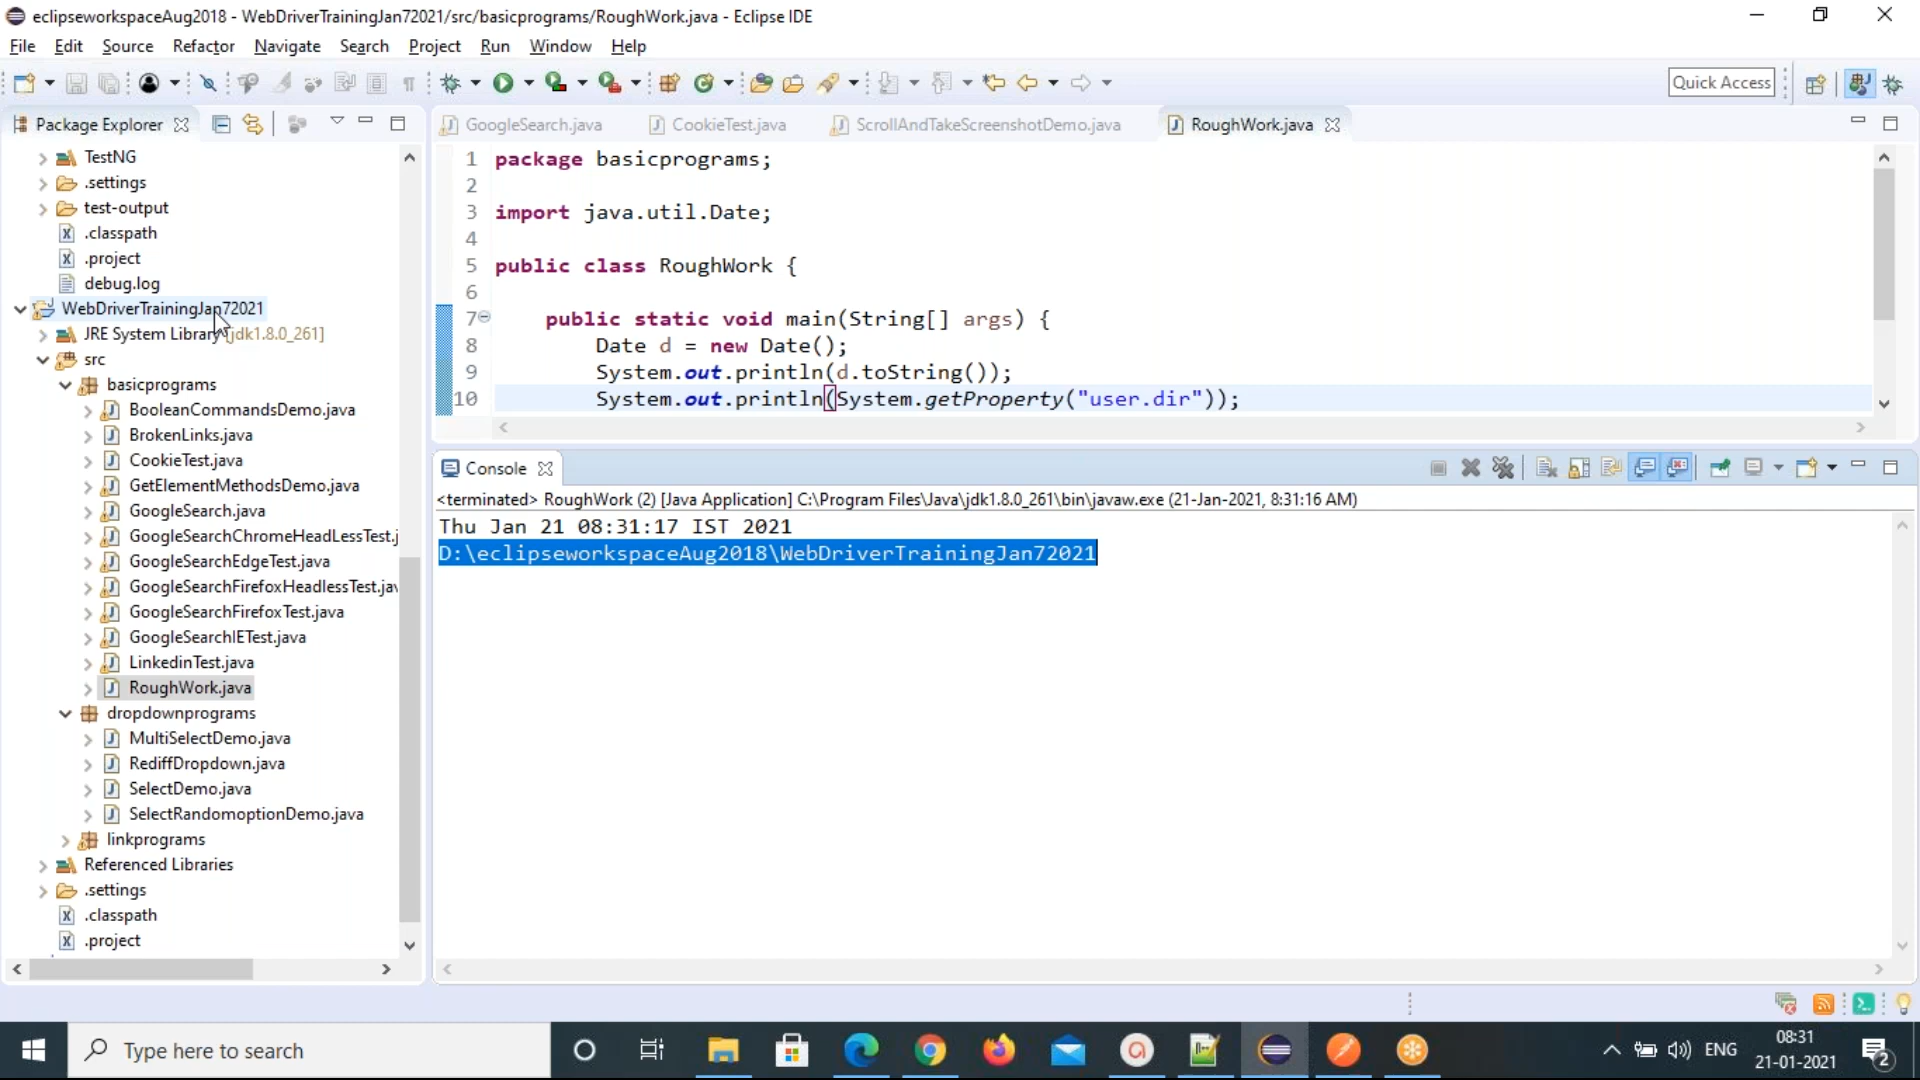 eclipseworkspaceAug2018 - WebDriverTrainingJan72021/src/basicprograms/RoughWork.java - Eclipse IDE
File Edit Source Refactor Navigate Search Project Run Window Help
Quick Access
Package Explorer
GoogleSearch.java CookieTest.java ScrollAndTakeScreenshotDemo.java RoughWork.java
TestNG
.settings
test-output
.classpath
.project
debug.log
WebDriverTrainingJan72021
JRE System Library [jdk1.8.0_261]
src
basicprograms
BooleanCommandsDemo.java
BrokenLinks.java
CookieTest.java
GetElementMethodsDemo.java
GoogleSearch.java
GoogleSearchChromeHeadLessTest.j
GoogleSearchEdgeTest.java
GoogleSearchFirefoxHeadlessTest.jav
GoogleSearchFirefoxTest.java
GoogleSearchIETest.java
LinkedinTest.java
RoughWork.java
dropdownprograms
MultiSelectDemo.java
RediffDropdown.java
SelectDemo.java
SelectRandomoptionDemo.java
linkprograms
Referenced Libraries
.settings
.classpath
.project
1 package basicprograms;
2
3 import java.util.Date;
4
5 public class RoughWork {
6
7 public static void main(String[] args) {
8 Date d = new Date();
9 System.out.println(d.toString());
10 System.out.println(System.getProperty("user.dir"));
Console
<terminated> RoughWork (2) [Java Application] C:\Program Files\Java\jdk1.8.0_261\bin\javaw.exe (21-Jan-2021, 8:31:16 AM)
Thu Jan 21 08:31:17 IST 2021
D:\eclipseworkspaceAug2018\WebDriverTrainingJan72021
Type here to search
ENG
08:31
21-01-2021
2